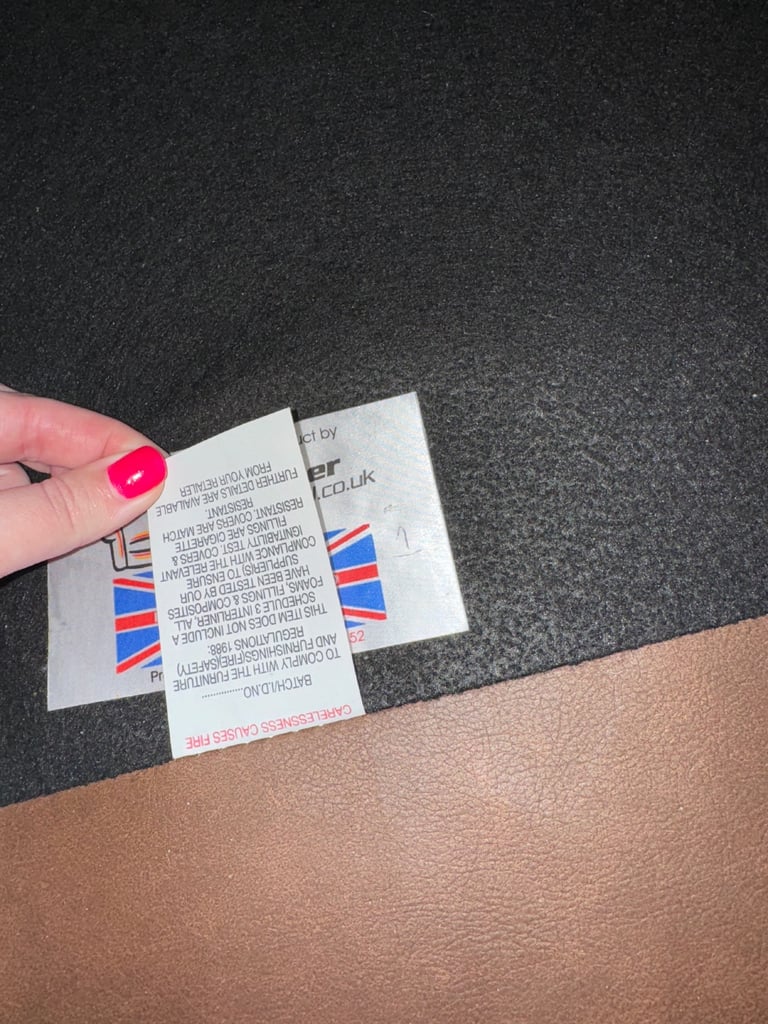 CARELESSNESS CAUSES FIRE
BATCH/I.D.NO................
TO COMPLY WITH THE FURNITURE
AND FURNISHINGS(FIRE)(SAFETY)
REGULATIONS 1988:
THIS ITEM DOES NOT INCLUDE A
SCHEDULE 3 INTERLINER. ALL
FOAMS, FILLINGS & COMPOSITES
HAVE BEEN TESTED BY OUR
SUPPLIER(S) TO ENSURE
COMPLIANCE WITH THE RELEVANT
IGNITABILITY TEST. COVERS &
FILLINGS ARE CIGARETTE
RESISTANT. COVERS ARE MATCH
RESISTANT.
FURTHER DETAILS ARE AVAILABLE
FROM YOUR RETAILER
uct by
er
.co.uk
52
Pr